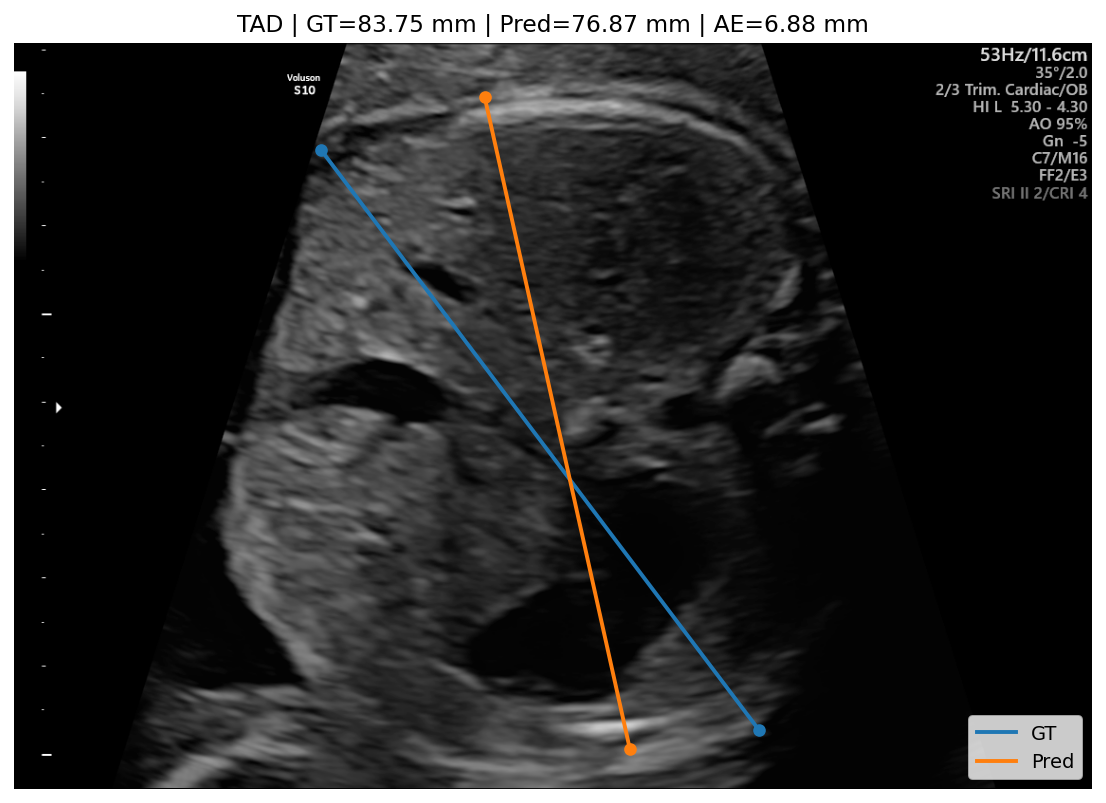 TAD | GT=83.75 mm | Pred=76.87 mm | AE=6.88 mm
Voluson
S10
53Hz/11.6cm
35°/2.0
2/3 Trim. Cardiac/OB
HI L 5.30 - 4.30
AO 95%
Gn -5
C7/M16
FF2/E3
SRI II 2/CRI 4
GT
Pred